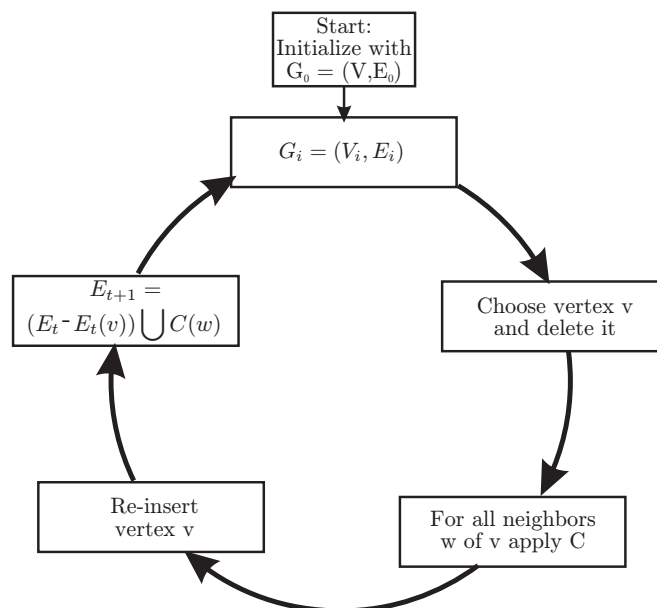 Start:
Initialize with
G₀ = (V,E₀)
Gᵢ = (Vᵢ, Eᵢ)
Choose vertex v
and delete it
For all neighbors
w of v apply C
Re-insert
vertex v
Eₜ₊₁ =
(Eₜ - Eₜ(v)) ⋃ C(w)